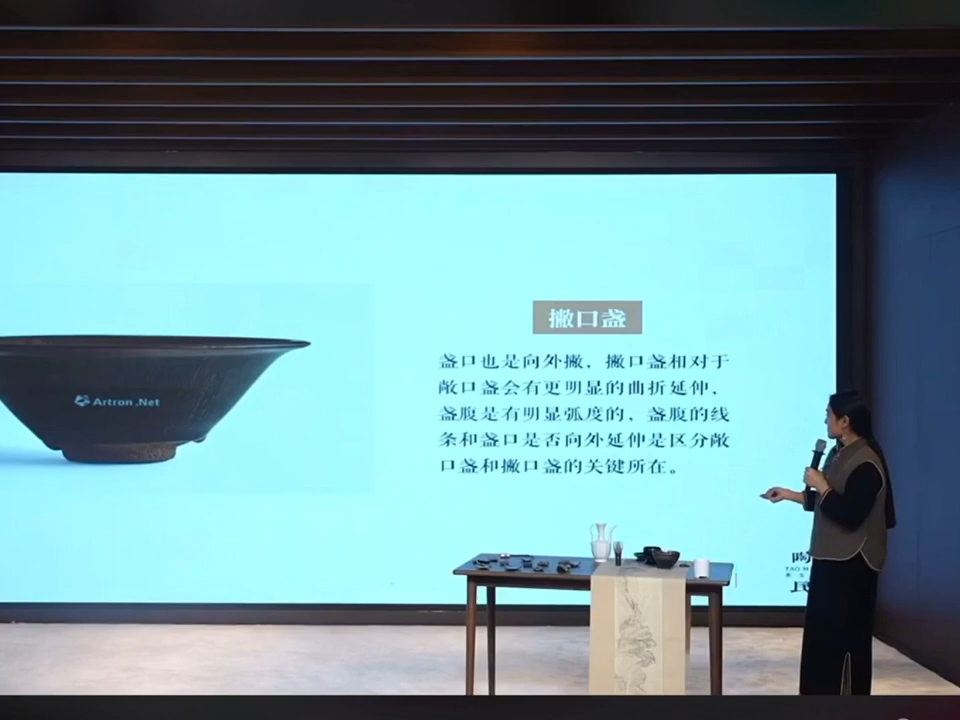 撇口盏
盏口也是向外撇，撇口盏相对于
敞口盏会有更明显的曲折延伸，
盏腹是有明显弧度的，盏腹的线
条和盏口是否向外延伸是区分敞
口盏和撇口盏的关键所在。
Artron.Net
陶
民